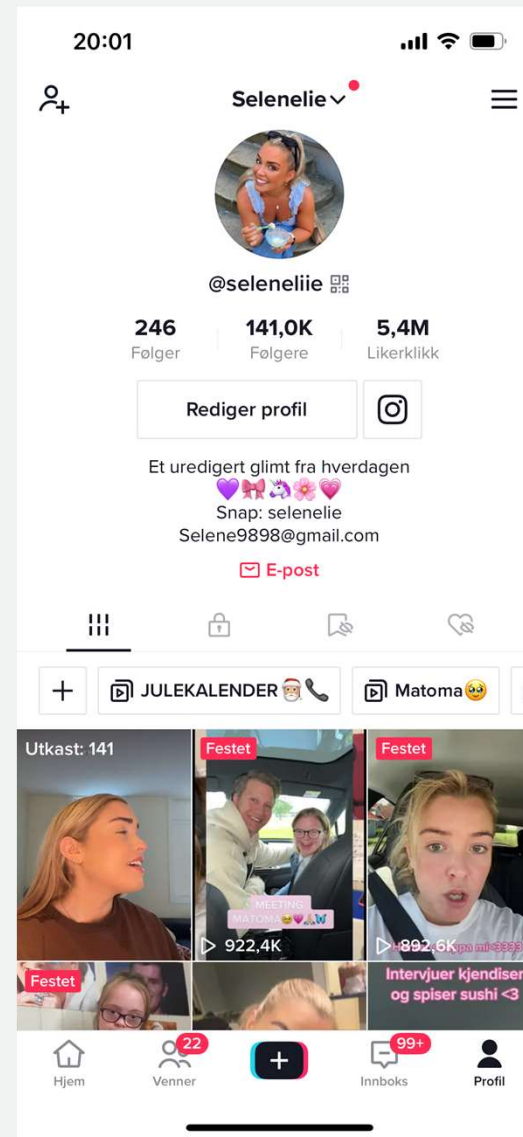 20:01
Selenelie
@seleneliie
246
Følger
141,0K
Følgere
5,4M
Likerklikk
Rediger profil
Et uredigert glimt fra hverdagen
💜🎀🦄🌸💗
Snap: selenelie
Selene9898@gmail.com
E-post
JULEKALENDER🎅📞
Matoma🥹
Utkast: 141
Festet
MEETING
MATOMA🥹💜🙏🏼🦋
922,4K
Festet
892,6K
Festet
Intervjuer kjendiser
og spiser sushi <3
Hjem
22
Venner
99+
Innboks
Profil